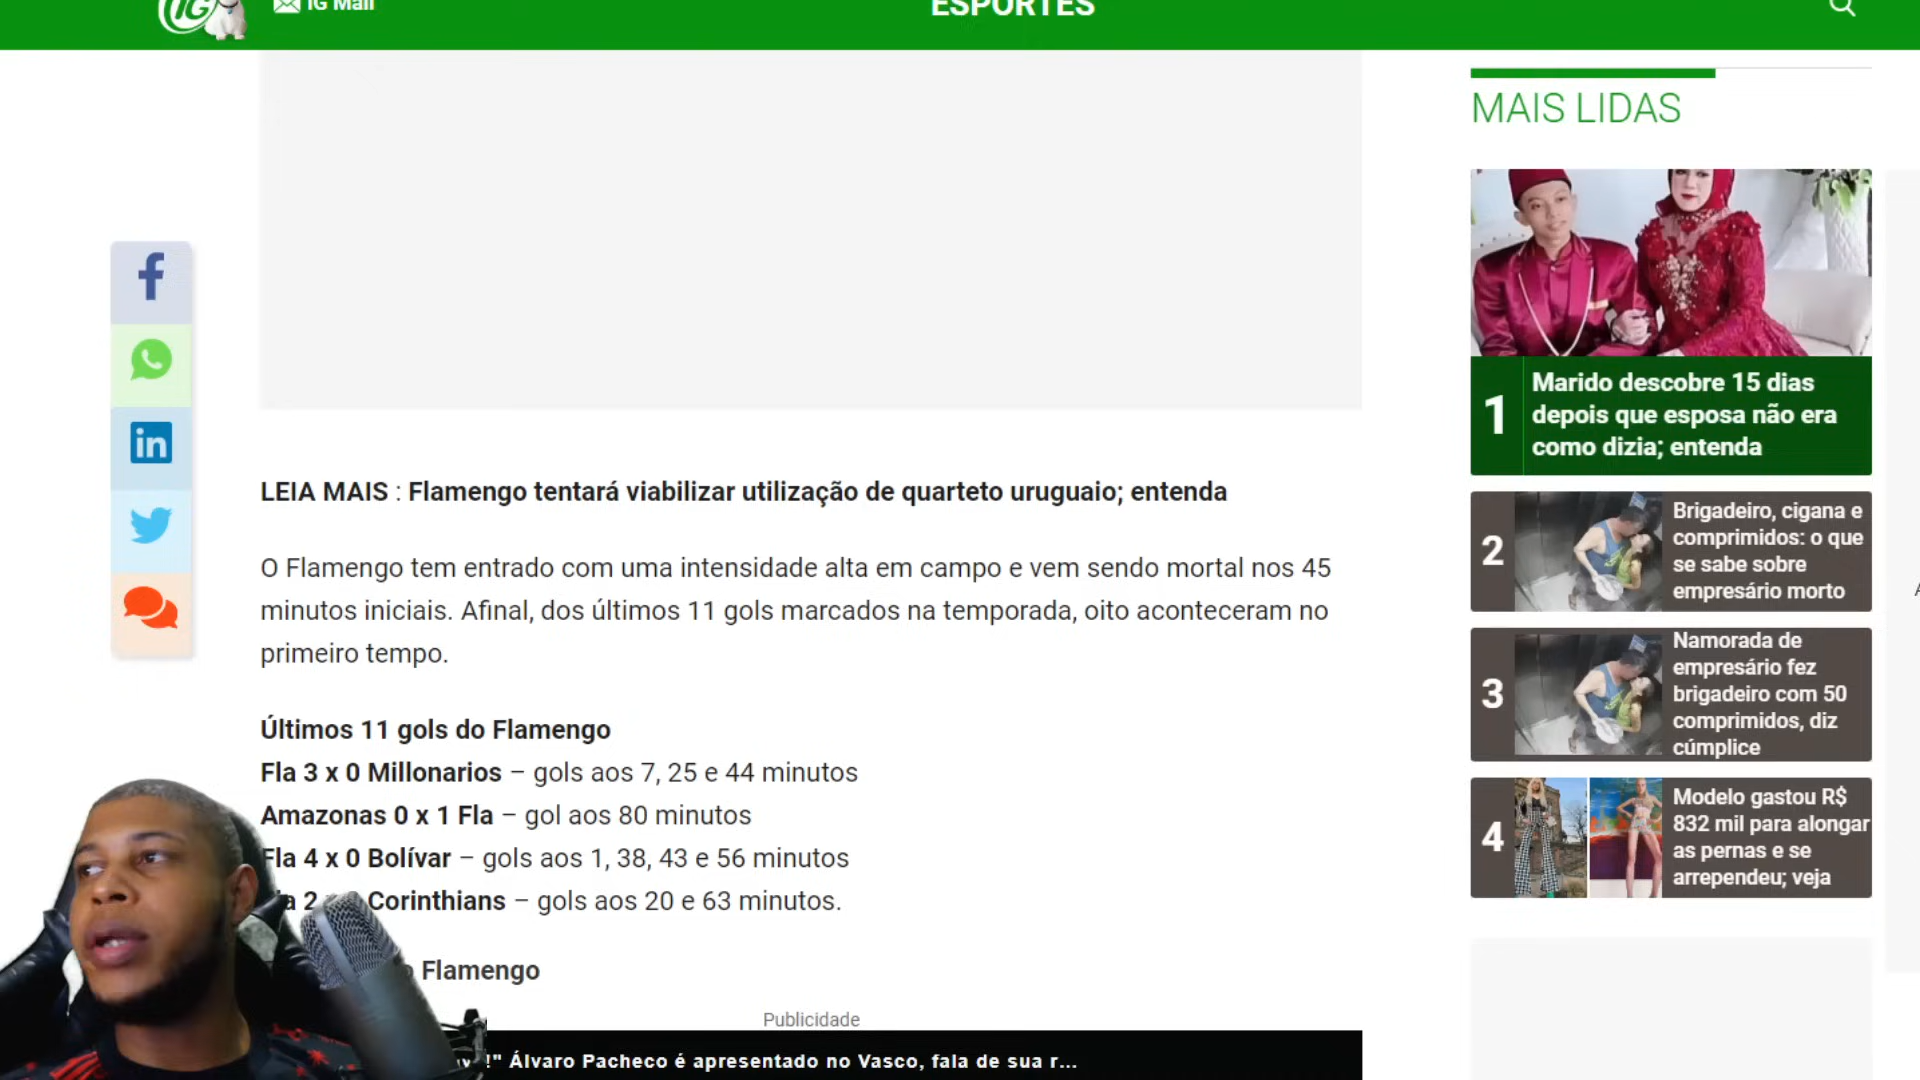 iG
iG Mail
ESPORTES
LEIA MAIS : Flamengo tentará viabilizar utilização de quarteto uruguaio; entenda
O Flamengo tem entrado com uma intensidade alta em campo e vem sendo mortal nos 45
minutos iniciais. Afinal, dos últimos 11 gols marcados na temporada, oito aconteceram no
primeiro tempo.
Últimos 11 gols do Flamengo
Fla 3 x 0 Millonarios – gols aos 7, 25 e 44 minutos
Amazonas 0 x 1 Fla – gol aos 80 minutos
Fla 4 x 0 Bolívar – gols aos 1, 38, 43 e 56 minutos
2 Corinthians – gols aos 20 e 63 minutos.
Flamengo
Publicidade
!" Álvaro Pacheco é apresentado no Vasco, fala de sua r...
MAIS LIDAS
1
Marido descobre 15 dias
depois que esposa não era
como dizia; entenda
2
Brigadeiro, cigana e
comprimidos: o que
se sabe sobre
empresário morto
3
Namorada de
empresário fez
brigadeiro com 50
comprimidos, diz
cúmplice
4
Modelo gastou R$
832 mil para alongar
as pernas e se
arrependeu; veja